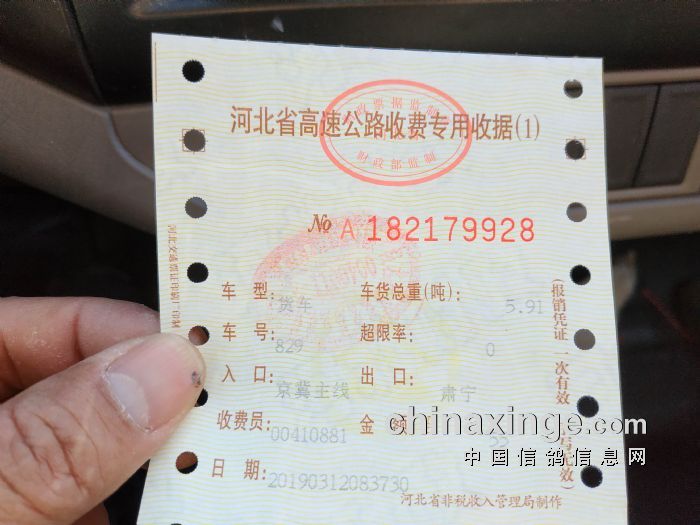 河北省高速公路收费专用收据(1)
财政部监制
No A 182179928
车 型: 货车 车货总重(吨): 5.91
车 号: 829 超限率: 0
入 口: 京冀主线 出 口: 肃宁
收费员: 00410881 金
日 期: 20190312083730
河北省非税收入管理局制作
(报销凭证 一次有效
chinaxinge.com
中国信鸽信息网